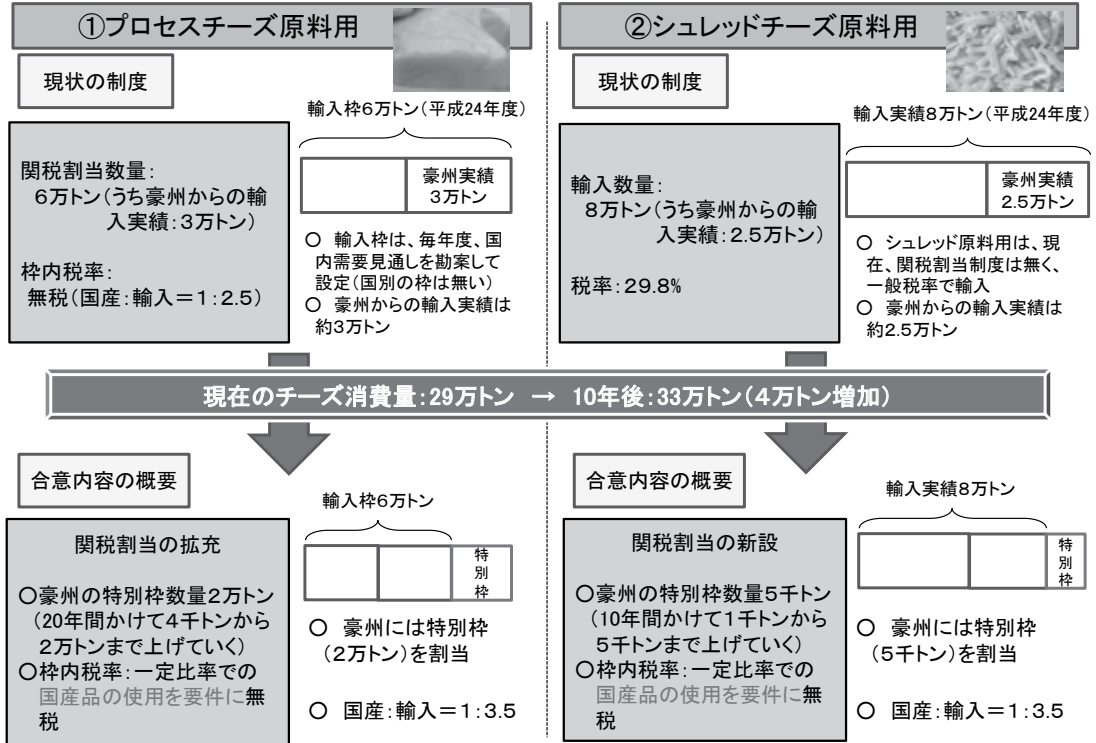 ①プロセスチーズ原料用
現状の制度
輸入枠6万トン（平成24年度）
関税割当数量：
6万トン（うち豪州からの輸
入実績：3万トン）
枠内税率：
無税（国産：輸入＝1：2.5）
豪州実績
3万トン
○ 輸入枠は、毎年度、国
内需要見通しを勘案して
設定（国別の枠は無い）
○ 豪州からの輸入実績は
約3万トン
②シュレッドチーズ原料用
現状の制度
輸入実績8万トン（平成24年度）
輸入数量：
8万トン（うち豪州からの輸
入実績：2.5万トン）
税率：29.8%
豪州実績
2.5万トン
○ シュレッド原料用は、現
在、関税割当制度は無く、
一般税率で輸入
○ 豪州からの輸入実績は
約2.5万トン
現在のチーズ消費量：29万トン → 10年後：33万トン（4万トン増加）
合意内容の概要
輸入枠6万トン
関税割当の拡充
○豪州の特別枠数量2万トン
（20年間かけて4千トンから
2万トンまで上げていく）
○枠内税率：一定比率での
国産品の使用を要件に無
税
特
別
枠
○ 豪州には特別枠
（2万トン）を割当
○ 国産：輸入＝1：3.5
合意内容の概要
輸入実績8万トン
関税割当の新設
○豪州の特別枠数量5千トン
（10年間かけて1千トンから
5千トンまで上げていく）
○枠内税率：一定比率での
国産品の使用を要件に無
税
特
別
枠
○ 豪州には特別枠
（5千トン）を割当
○ 国産：輸入＝1：3.5